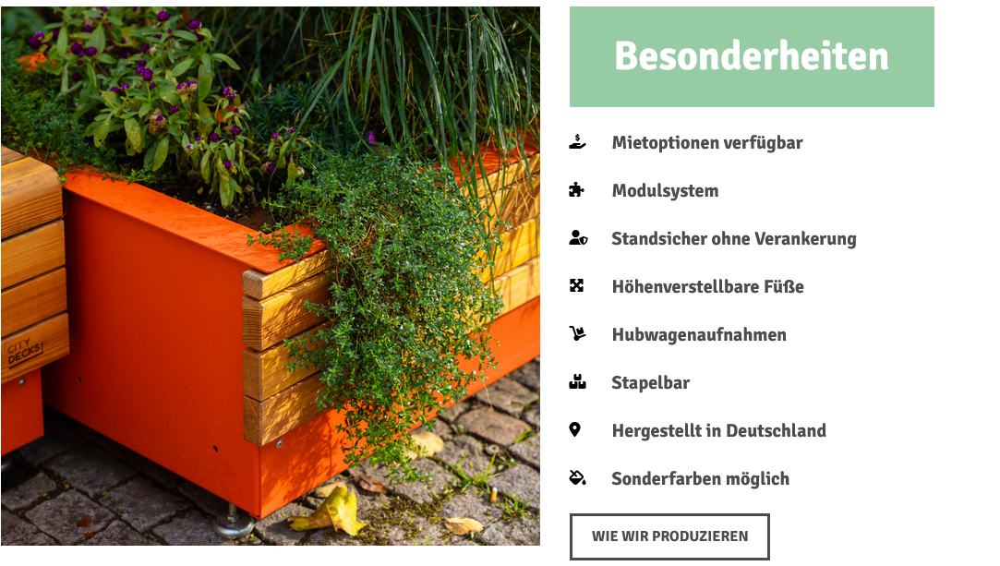 Besonderheiten
Mietoptionen verfügbar
Modulsystem
Standsicher ohne Verankerung
Höhenverstellbare Füße
Hubwagenaufnahmen
Stapelbar
Hergestellt in Deutschland
Sonderfarben möglich
WIE WIR PRODUZIEREN
CITY
DECKS!